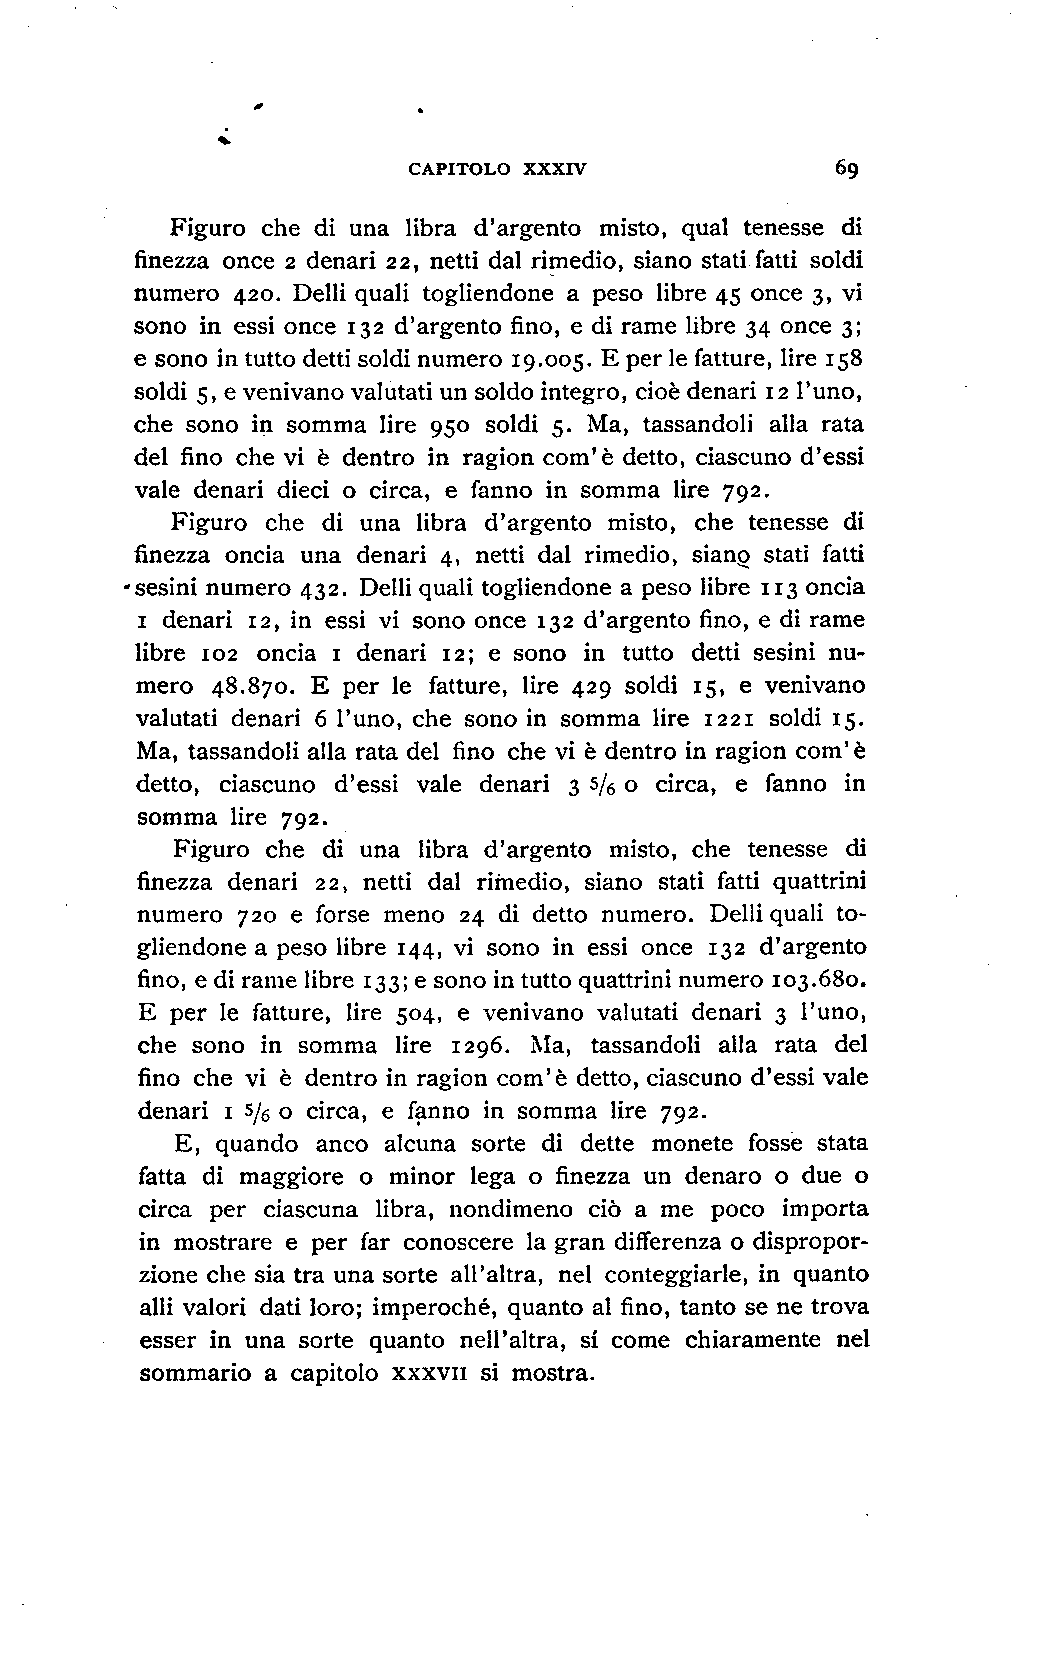 CAPITOLO XXXIV 69
Figuro che di una libra d'argento misto, qual tenesse di
finezza once 2 denari 22, netti dal rimedio, siano stati fatti soldi
numero 420. Delli quali togliendone a peso libre 45 once 3, vi
sono in essi once 132 d'argento fino, e di rame libre 34 once 3;
e sono in tutto detti soldi numero 19.005. E per le fatture, lire 158
soldi 5, e venivano valutati un soldo integro, cioè denari 12 l'uno,
che sono in somma lire 950 soldi 5. Ma, tassandoli alla rata
del fino che vi è dentro in ragion com'è detto, ciascuno d'essi
vale denari dieci o circa, e fanno in somma lire 792.
Figuro che di una libra d'argento misto, che tenesse di
finezza oncia una denari 4, netti dal rimedio, siano stati fatti
sesini numero 432. Delli quali togliendone a peso libre 113 oncia
1 denari 12, in essi vi sono once 132 d'argento fino, e di rame
libre 102 oncia 1 denari 12; e sono in tutto detti sesini nu-
mero 48.870. E per le fatture, lire 429 soldi 15, e venivano
valutati denari 6 l'uno, che sono in somma lire 1221 soldi 15.
Ma, tassandoli alla rata del fino che vi è dentro in ragion com'è
detto, ciascuno d'essi vale denari 3 5/6 o circa, e fanno in
somma lire 792.
Figuro che di una libra d'argento misto, che tenesse di
finezza denari 22, netti dal rimedio, siano stati fatti quattrini
numero 720 e forse meno 24 di detto numero. Delli quali to-
gliendone a peso libre 144, vi sono in essi once 132 d'argento
fino, e di rame libre 133; e sono in tutto quattrini numero 103.680.
E per le fatture, lire 504, e venivano valutati denari 3 l'uno,
che sono in somma lire 1296. Ma, tassandoli alla rata del
fino che vi è dentro in ragion com'è detto, ciascuno d'essi vale
denari 1 5/6 o circa, e fanno in somma lire 792.
E, quando anco alcuna sorte di dette monete fosse stata
fatta di maggiore o minor lega o finezza un denaro o due o
circa per ciascuna libra, nondimeno ciò a me poco importa
in mostrare e per far conoscere la gran differenza o dispropor-
zione che sia tra una sorte all'altra, nel conteggiarle, in quanto
alli valori dati loro; imperoché, quanto al fino, tanto se ne trova
esser in una sorte quanto nell'altra, sí come chiaramente nel
sommario a capitolo XXXVII si mostra.